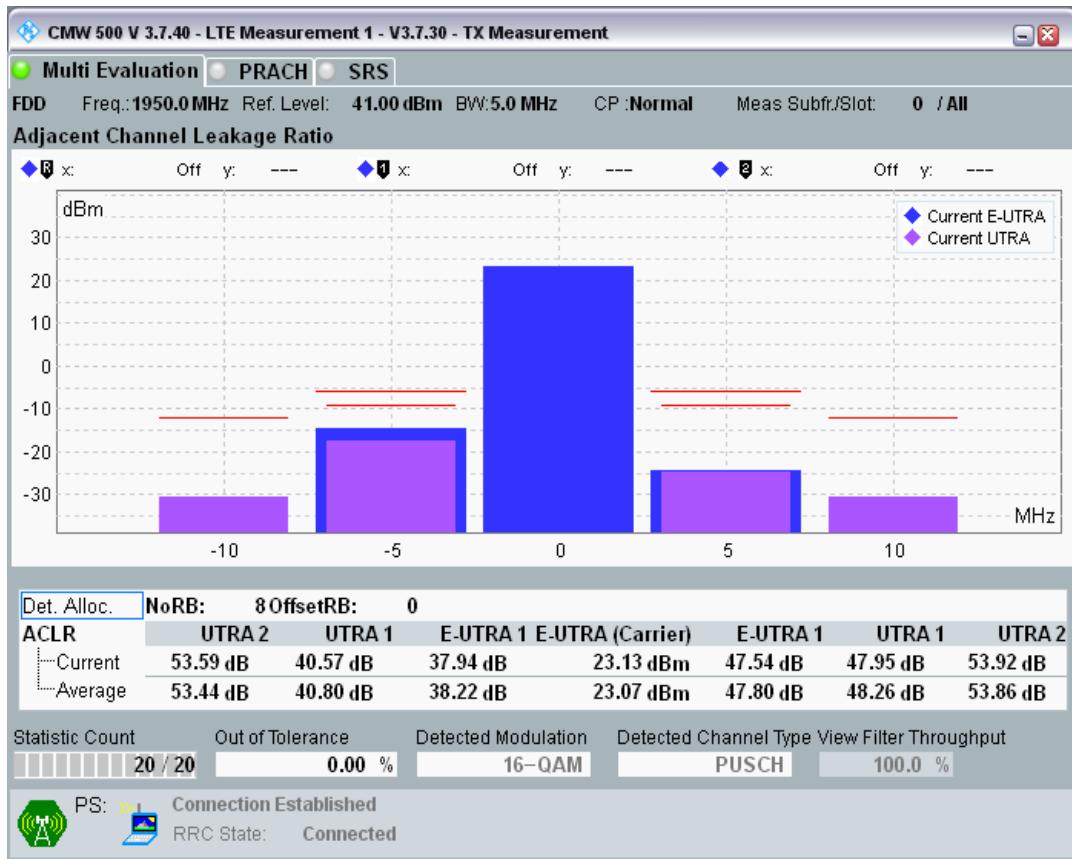 CMW 500 V 3.7.40 - LTE Measurement 1 - V3.7.30 - TX Measurement
Multi Evaluation PRACH SRS
FDD Freq.: 1950.0 MHz Ref. Level: 41.00 dBm BW: 5.0 MHz CP : Normal Meas Subfr./Slot: 0 / All
Adjacent Channel Leakage Ratio
R x: Off y: --- 1 x: Off y: --- 2 x: Off y: ---
dBm
Current E-UTRA
Current UTRA
30
20
10
0
-10
-20
-30
MHz
-10 -5 0 5 10
Det. Alloc. NoRB: 8 OffsetRB: 0
ACLR UTRA 2 UTRA 1 E-UTRA 1 E-UTRA (Carrier) E-UTRA 1 UTRA 1 UTRA 2
Current 53.59 dB 40.57 dB 37.94 dB 23.13 dBm 47.54 dB 47.95 dB 53.92 dB
Average 53.44 dB 40.80 dB 38.22 dB 23.07 dBm 47.80 dB 48.26 dB 53.86 dB
Statistic Count Out of Tolerance Detected Modulation Detected Channel Type View Filter Throughput
20 / 20 0.00 % 16-QAM PUSCH 100.0 %
PS: Connection Established
RRC State: Connected